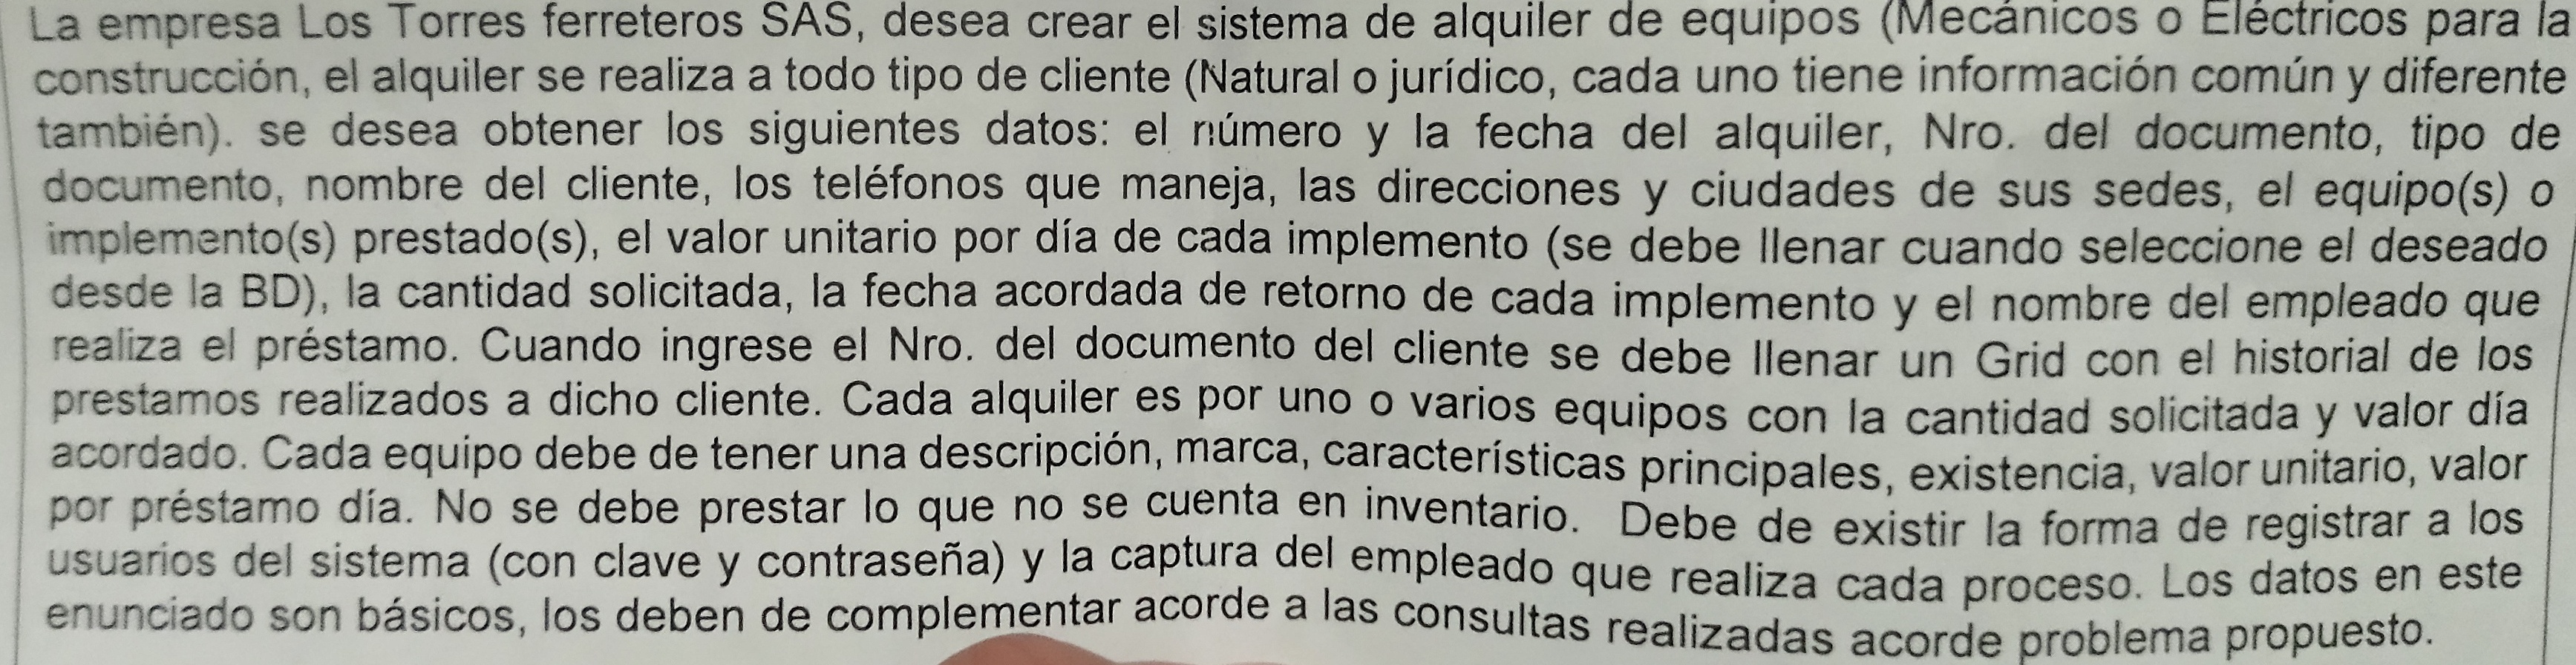 La empresa Los Torres ferreteros SAS, desea crear el sistema de alquiler de equipos (Mecánicos o Eléctricos para la
construcción, el alquiler se realiza a todo tipo de cliente (Natural o jurídico, cada uno tiene información común y diferente
también). se desea obtener los siguientes datos: el número y la fecha del alquiler, Nro. del documento, tipo de
documento, nombre del cliente, los teléfonos que maneja, las direcciones y ciudades de sus sedes, el equipo(s) o
implemento(s) prestado(s), el valor unitario por día de cada implemento (se debe llenar cuando seleccione el deseado
desde la BD), la cantidad solicitada, la fecha acordada de retorno de cada implemento y el nombre del empleado que
realiza el préstamo. Cuando ingrese el Nro. del documento del cliente se debe llenar un Grid con el historial de los
prestamos realizados a dicho cliente. Cada alquiler es por uno o varios equipos con la cantidad solicitada y valor día
acordado. Cada equipo debe de tener una descripción, marca, características principales, existencia, valor unitario, valor
por préstamo día. No se debe prestar lo que no se cuenta en inventario. Debe de existir la forma de registrar a los
usuarios del sistema (con clave y contraseña) y la captura del empleado que realiza cada proceso. Los datos en este
enunciado son básicos, los deben de complementar acorde a las consultas realizadas acorde problema propuesto.